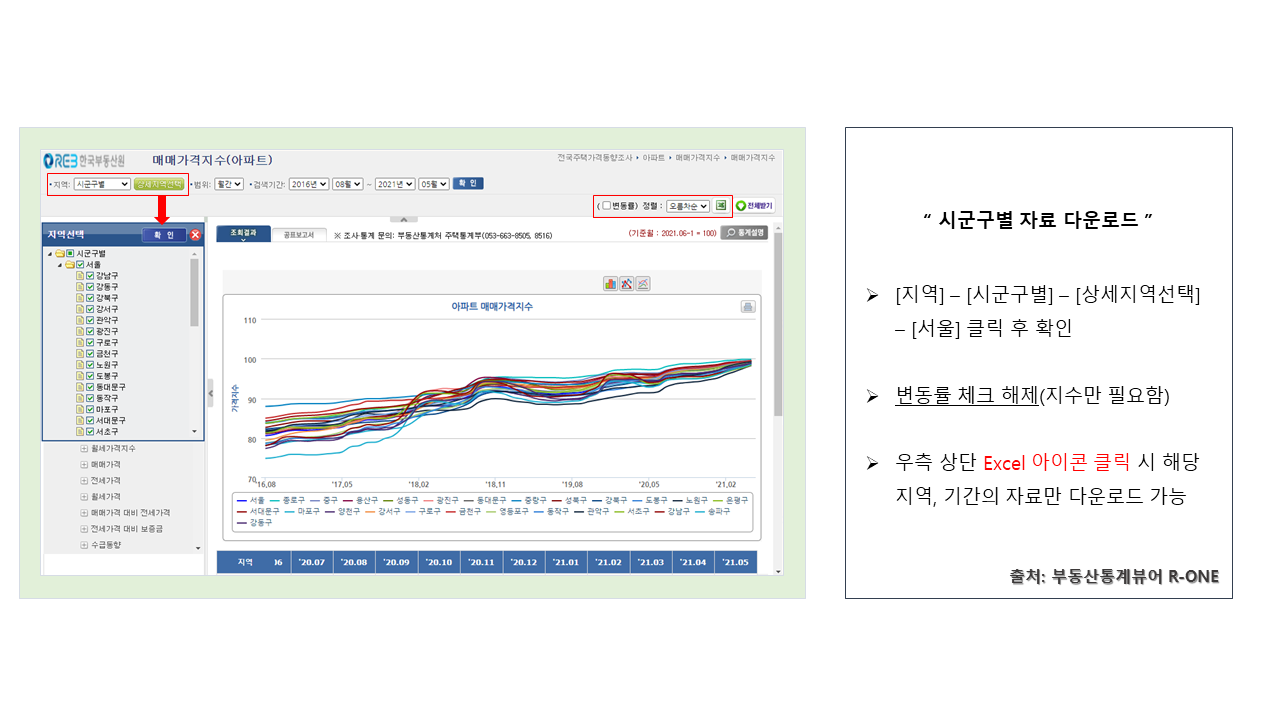 REB 한국부동산원
매매가격지수(아파트)
전국주택가격동향조사 ▸ 아파트 ▸ 매매가격지수 ▸ 매매가격지수
• 지역: 시군구별 상세지역선택 • 범위: 월간 • 검색기간: 2016년 08월 ~ 2021년 05월 확 인
( 변동률) 정렬 : 오름차순 전체받기
지역선택 확 인
시군구별
서울
강남구
강동구
강북구
강서구
관악구
광진구
구로구
금천구
노원구
도봉구
동대문구
동작구
마포구
서대문구
서초구
월세가격지수
매매가격
전세가격
월세가격
매매가격 대비 전세가격
전세가격 대비 보증금
수급동향
조회결과 공표보고서 ※ 조사·통계 문의: 부동산통계처 주택통계부(053-663-8505, 8516) (기준월 : 2021.06-1 = 100) 통계설명
아파트 매매가격지수
가격지수
110
100
90
80
70
'16,08 '17,05 '18,02 '18,11 '19,08 '20,05 '21,02
서울 종로구 중구 용산구 성동구 광진구 동대문구 중랑구 성북구 강북구 도봉구 노원구 은평구
서대문구 마포구 양천구 강서구 구로구 금천구 영등포구 동작구 관악구 서초구 강남구 송파구
강동구
지역 06 '20.07 '20.08 '20.09 '20.10 '20.11 '20.12 '21.01 '21.02 '21.03 '21.04 '21.05
“ 시군구별 자료 다운로드 ”
➢ [지역] – [시군구별] – [상세지역선택]
– [서울] 클릭 후 확인
➢ 변동률 체크 해제(지수만 필요함)
➢ 우측 상단 Excel 아이콘 클릭 시 해당
지역, 기간의 자료만 다운로드 가능
출처: 부동산통계뷰어 R-ONE